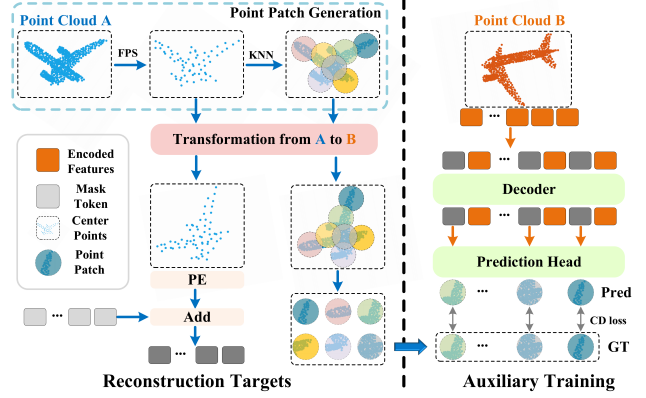 Point Cloud A
Point Patch Generation
FPS
KNN
Transformation from A to B
Encoded
Features
Mask
Token
Center
Points
Point
Patch
PE
Add
Reconstruction Targets
Point Cloud B
Decoder
Prediction Head
Pred
CD loss
GT
Auxiliary Training